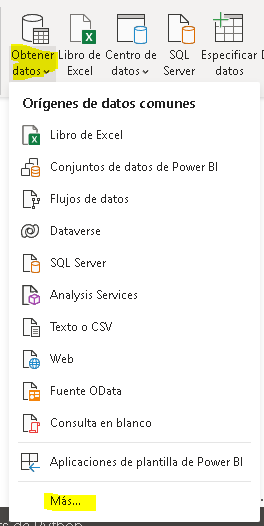 Obtener datos
Libro de Excel
Centro de datos
SQL Server
Especificar datos
Orígenes de datos comunes
Libro de Excel
Conjuntos de datos de Power BI
Flujos de datos
Dataverse
SQL Server
Analysis Services
Texto o CSV
Web
Fuente OData
Consulta en blanco
Aplicaciones de plantilla de Power BI
Más...
de Python